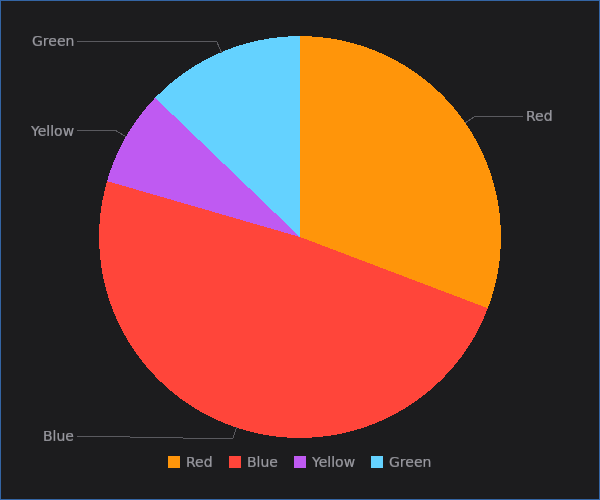 Green
Red
Yellow
Blue
Red Blue Yellow Green